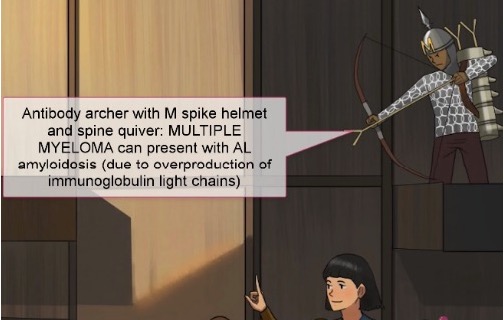 Antibody archer with M spike helmet
and spine quiver: MULTIPLE
MYELOMA can present with AL
amyloidosis (due to overproduction of
immunoglobulin light chains)
M